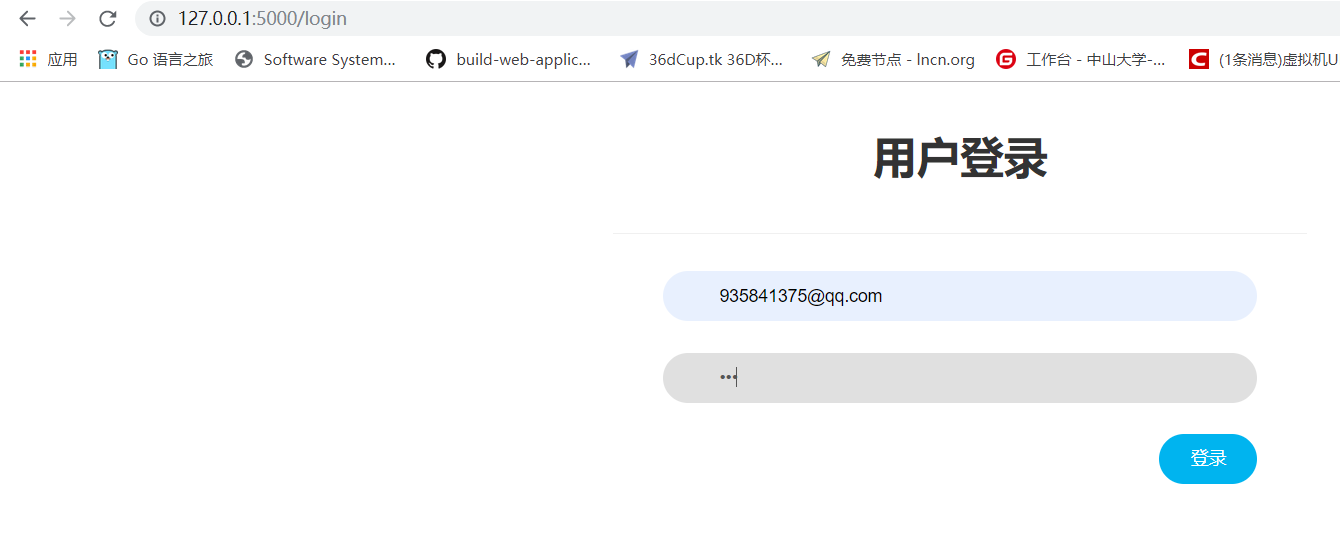 127.0.0.1:5000/login
应用 Go 语言之旅 Software System... build-web-applic... 36dCup.tk 36D杯... 免费节点 - lncn.org 工作台 - 中山大学-... (1条消息)虚拟机U
用户登录
935841375@qq.com
•••
登录